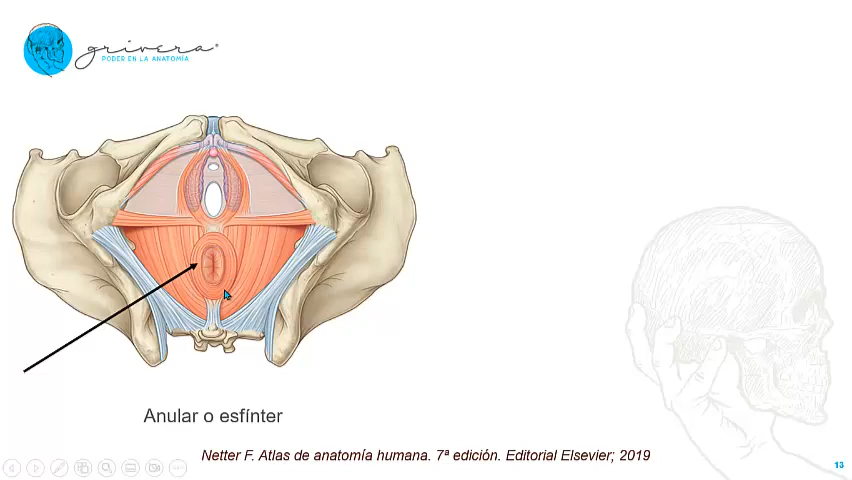 grivera®
PODER EN LA ANATOMÍA
Anular o esfínter
Netter F. Atlas de anatomía humana. 7ª edición. Editorial Elsevier; 2019
13